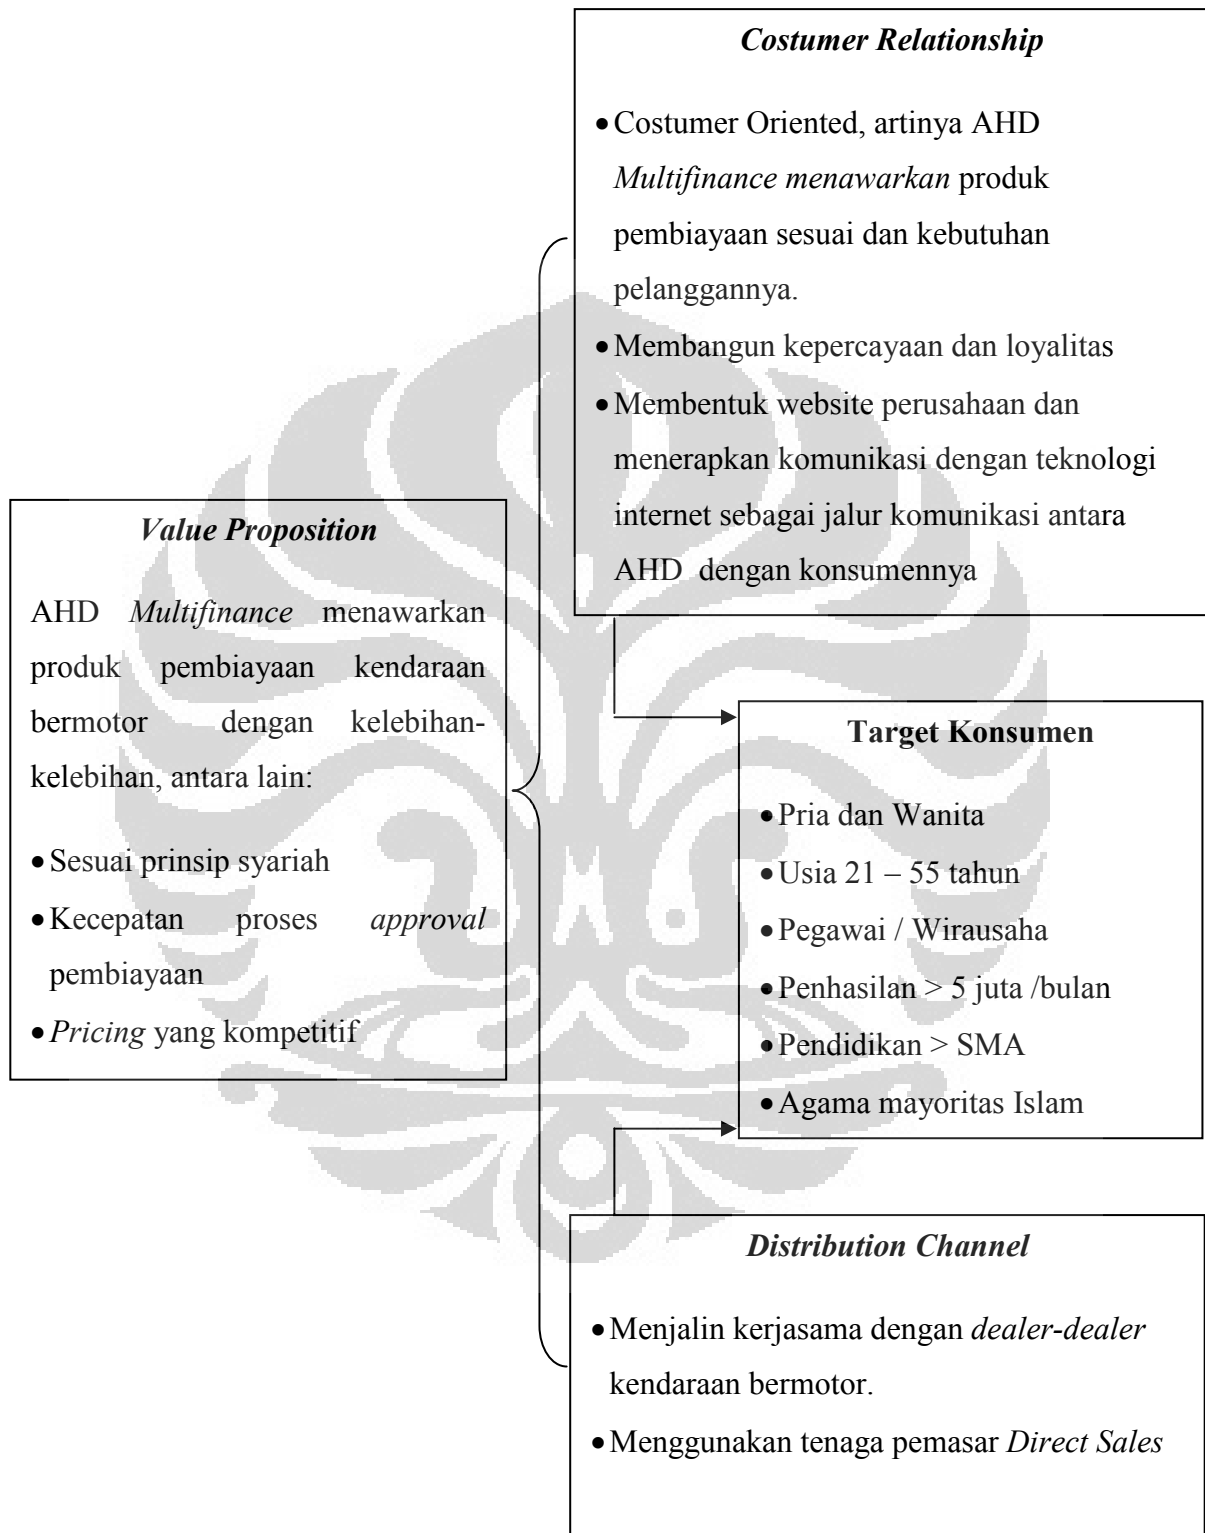 Costumer Relationship
• Costumer Oriented, artinya AHD
Multifinance menawarkan produk
pembiayaan sesuai dan kebutuhan
pelanggannya.
• Membangun kepercayaan dan loyalitas
• Membentuk website perusahaan dan
menerapkan komunikasi dengan teknologi
internet sebagai jalur komunikasi antara
AHD dengan konsumennya
Value Proposition
AHD Multifinance menawarkan
produk pembiayaan kendaraan
bermotor dengan kelebihan-
kelebihan, antara lain:
• Sesuai prinsip syariah
• Kecepatan proses approval
pembiayaan
• Pricing yang kompetitif
Target Konsumen
• Pria dan Wanita
• Usia 21 – 55 tahun
• Pegawai / Wirausaha
• Penhasilan > 5 juta /bulan
• Pendidikan > SMA
• Agama mayoritas Islam
Distribution Channel
• Menjalin kerjasama dengan dealer-dealer
kendaraan bermotor.
• Menggunakan tenaga pemasar Direct Sales